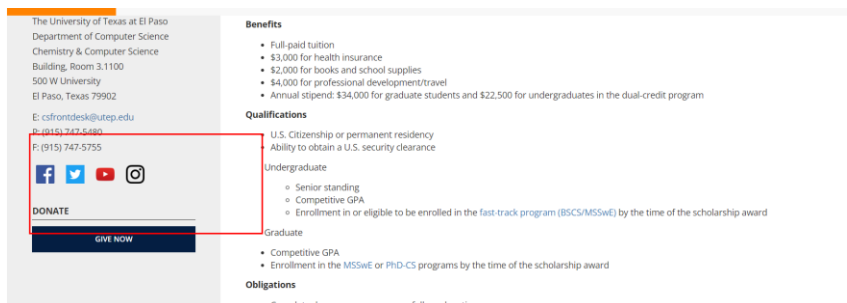 The University of Texas at El Paso
Department of Computer Science
Chemistry & Computer Science
Building, Room 3.1100
500 W University
El Paso, Texas 79902
E: csfrontdesk@utep.edu
P: (915) 747-5480
F: (915) 747-5755
DONATE
GIVE NOW
Benefits
Full-paid tuition
$3,000 for health insurance
$2,000 for books and school supplies
$4,000 for professional development/travel
Annual stipend: $34,000 for graduate students and $22,500 for undergraduates in the dual-credit program
Qualifications
U.S. Citizenship or permanent residency
Ability to obtain a U.S. security clearance
Undergraduate
Senior standing
Competitive GPA
Enrollment in or eligible to be enrolled in the fast-track program (BSCS/MSSwE) by the time of the scholarship award
Graduate
Competitive GPA
Enrollment in the MSSwE or PhD-CS programs by the time of the scholarship award
Obligations